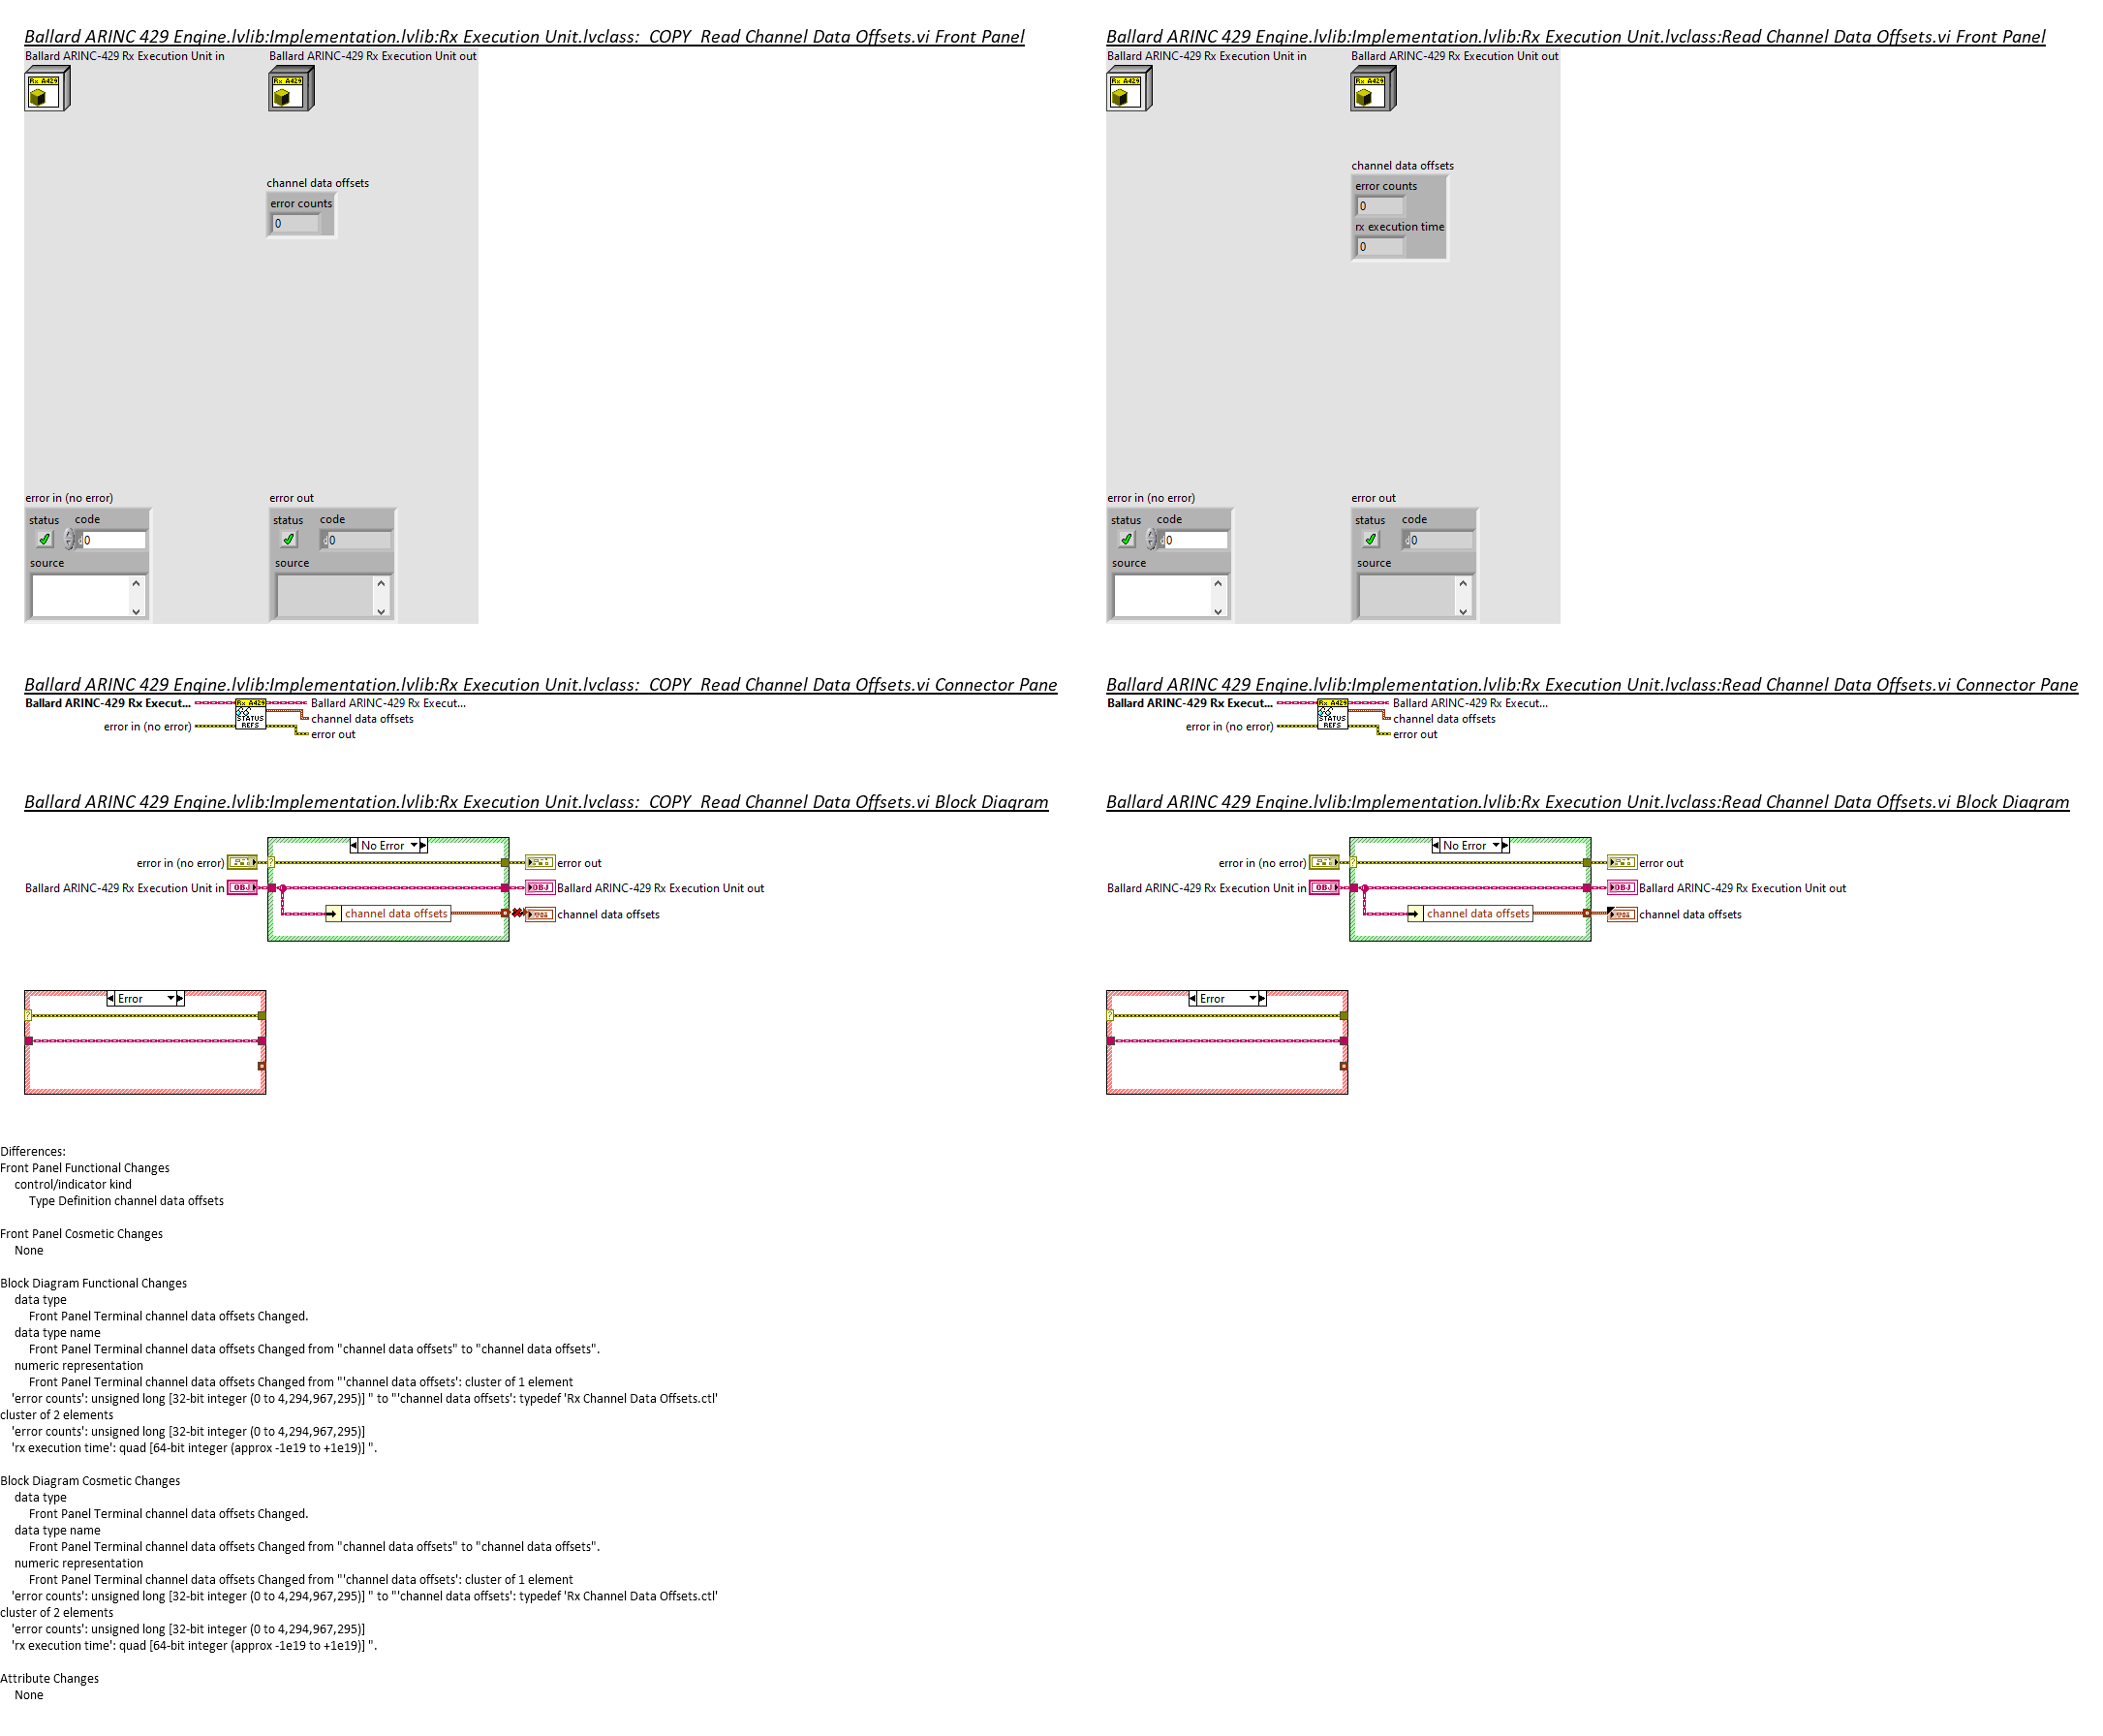 Ballard ARINC 429 Engine.lvlib:Implementation.lvlib:Rx Execution Unit.lvclass:  COPY  Read Channel Data Offsets.vi Front Panel
Ballard ARINC-429 Rx Execution Unit in
Ballard ARINC-429 Rx Execution Unit out
Rx A429
Rx A429
channel data offsets
error counts
0
error in (no error)
error out
status
code
status
code
0
0
source
source
Ballard ARINC 429 Engine.lvlib:Implementation.lvlib:Rx Execution Unit.lvclass:Read Channel Data Offsets.vi Front Panel
Ballard ARINC-429 Rx Execution Unit in
Ballard ARINC-429 Rx Execution Unit out
Rx A429
Rx A429
channel data offsets
error counts
0
rx execution time
0
error in (no error)
error out
status
code
status
code
0
0
source
source
Ballard ARINC 429 Engine.lvlib:Implementation.lvlib:Rx Execution Unit.lvclass:  COPY  Read Channel Data Offsets.vi Connector Pane
Ballard ARINC-429 Rx Execut...
Rx A429
STATUS
REFS
Ballard ARINC-429 Rx Execut...
channel data offsets
error in (no error)
error out
Ballard ARINC 429 Engine.lvlib:Implementation.lvlib:Rx Execution Unit.lvclass:Read Channel Data Offsets.vi Connector Pane
Ballard ARINC-429 Rx Execut...
Rx A429
STATUS
REFS
Ballard ARINC-429 Rx Execut...
channel data offsets
error in (no error)
error out
Ballard ARINC 429 Engine.lvlib:Implementation.lvlib:Rx Execution Unit.lvclass:  COPY  Read Channel Data Offsets.vi Block Diagram
No Error
error in (no error)
?
error out
Ballard ARINC-429 Rx Execution Unit in
OBJ
OBJ
Ballard ARINC-429 Rx Execution Unit out
channel data offsets
channel data offsets
Error
?
Ballard ARINC 429 Engine.lvlib:Implementation.lvlib:Rx Execution Unit.lvclass:Read Channel Data Offsets.vi Block Diagram
No Error
error in (no error)
?
error out
Ballard ARINC-429 Rx Execution Unit in
OBJ
OBJ
Ballard ARINC-429 Rx Execution Unit out
channel data offsets
channel data offsets
Error
?
Differences:
Front Panel Functional Changes
control/indicator kind
Type Definition channel data offsets
Front Panel Cosmetic Changes
None
Block Diagram Functional Changes
data type
Front Panel Terminal channel data offsets Changed.
data type name
Front Panel Terminal channel data offsets Changed from "channel data offsets" to "channel data offsets".
numeric representation
Front Panel Terminal channel data offsets Changed from "'channel data offsets': cluster of 1 element
'error counts': unsigned long [32-bit integer (0 to 4,294,967,295)] " to "'channel data offsets': typedef 'Rx Channel Data Offsets.ctl'
cluster of 2 elements
'error counts': unsigned long [32-bit integer (0 to 4,294,967,295)]
'rx execution time': quad [64-bit integer (approx -1e19 to +1e19)] ".
Block Diagram Cosmetic Changes
data type
Front Panel Terminal channel data offsets Changed.
data type name
Front Panel Terminal channel data offsets Changed from "channel data offsets" to "channel data offsets".
numeric representation
Front Panel Terminal channel data offsets Changed from "'channel data offsets': cluster of 1 element
'error counts': unsigned long [32-bit integer (0 to 4,294,967,295)] " to "'channel data offsets': typedef 'Rx Channel Data Offsets.ctl'
cluster of 2 elements
'error counts': unsigned long [32-bit integer (0 to 4,294,967,295)]
'rx execution time': quad [64-bit integer (approx -1e19 to +1e19)] ".
Attribute Changes
None